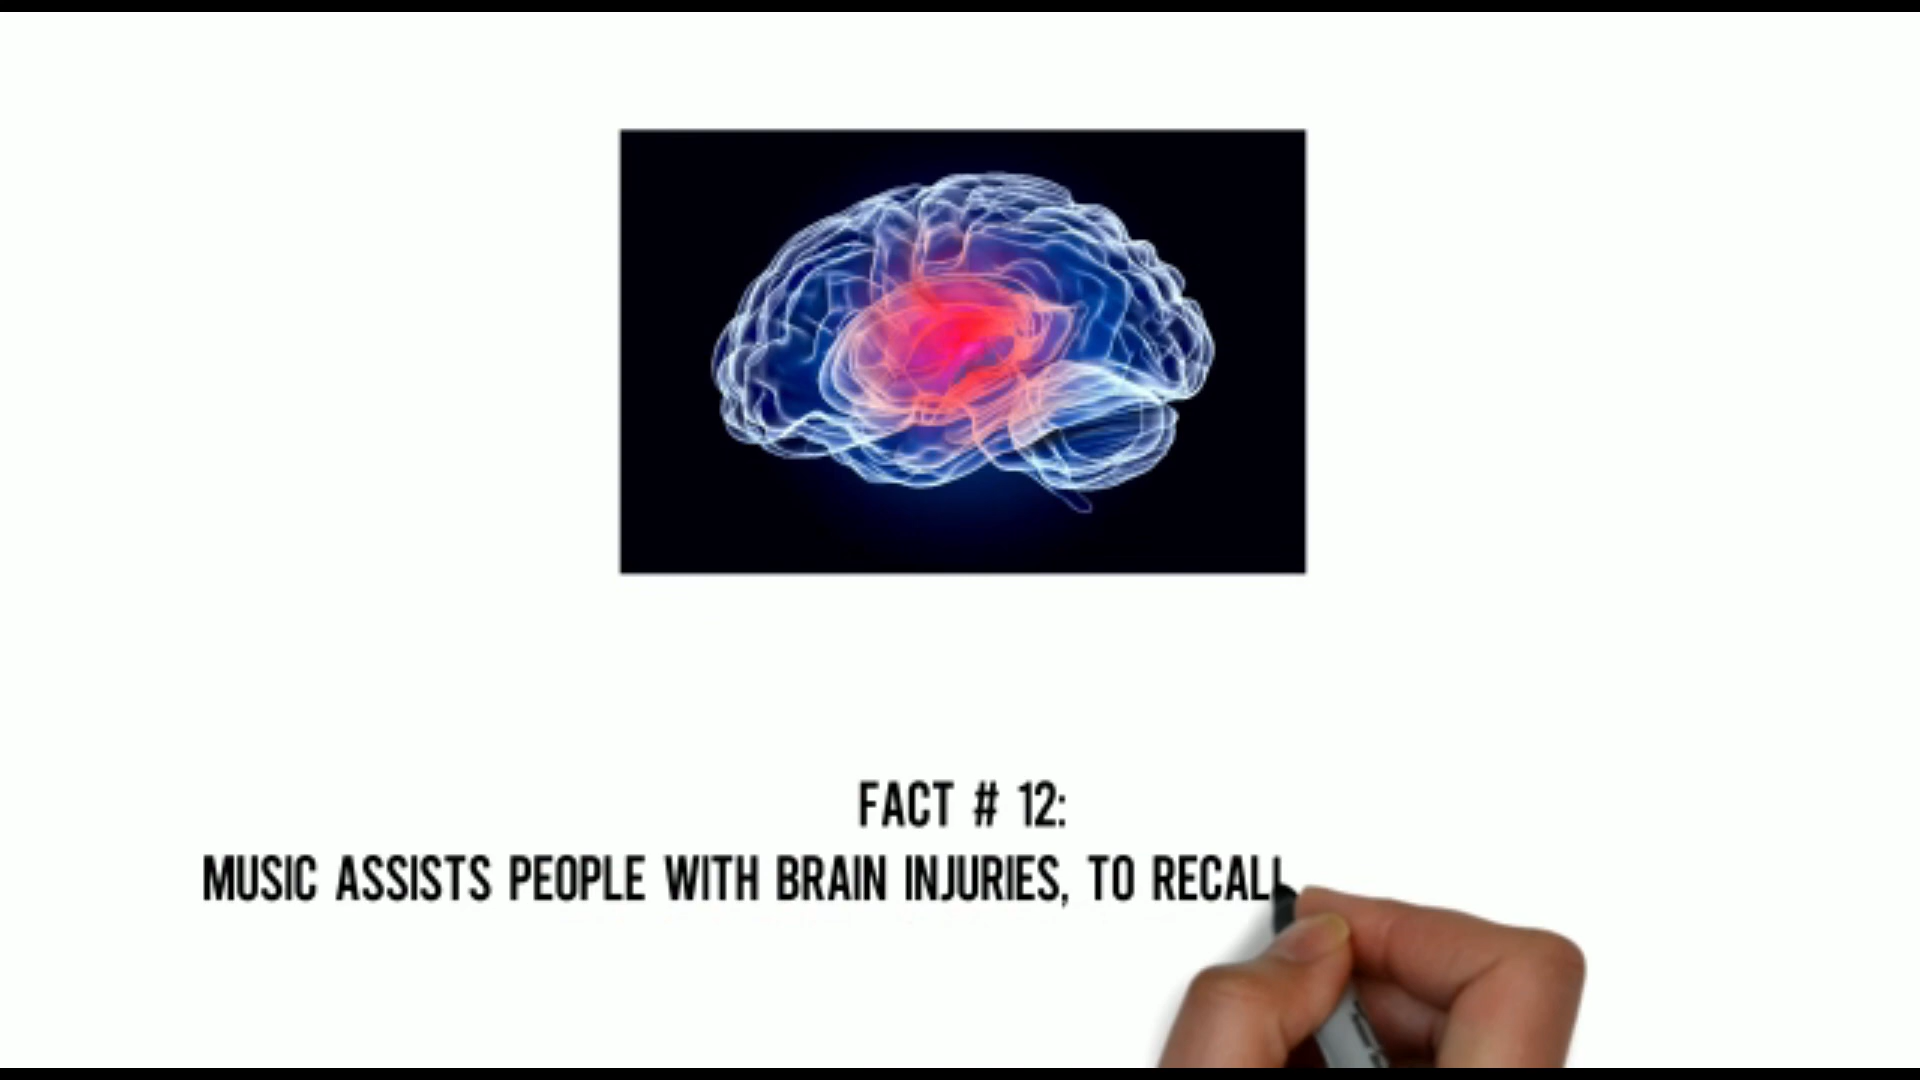 FACT # 12:
MUSIC ASSISTS PEOPLE WITH BRAIN INJURIES, TO RECALL